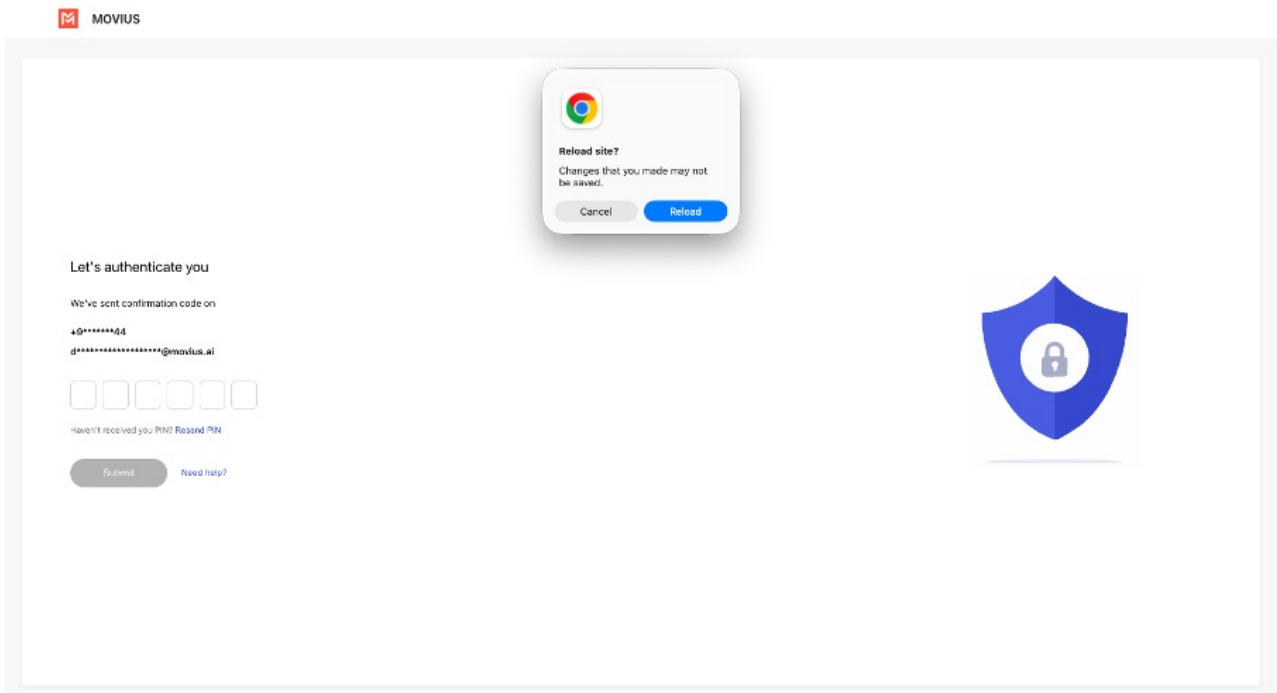 MOVIUS
Reload site?
Changes that you made may not
be saved.
Cancel
Reload
Let's authenticate you
We've sent confirmation code on
+9*******44
d*******************@movius.ai
Haven't received you PIN? Resend PIN
Submit
Need help?